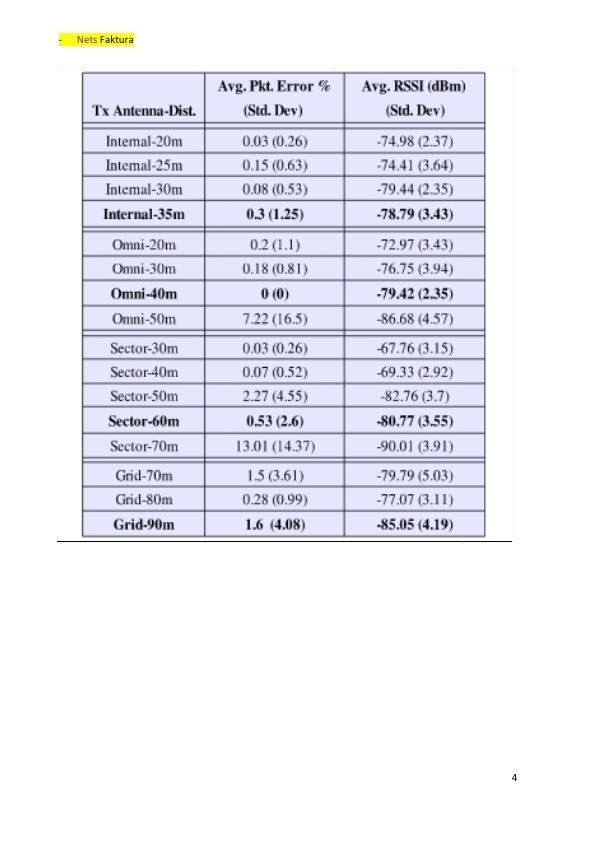 - Nets Faktura
Avg. Pkt. Error % Avg. RSSI (dBm)
Tx Antenna-Dist. (Std. Dev) (Std. Dev)
Internal-20m 0.03 (0.26) -74.98 (2.37)
Internal-25m 0.15 (0.63) -74.41 (3.64)
Internal-30m 0.08 (0.53) -79.44 (2.35)
Internal-35m 0.3 (1.25) -78.79 (3.43)
Omni-20m 0.2 (1.1) -72.97 (3.43)
Omni-30m 0.18 (0.81) -76.75 (3.94)
Omni-40m 0 (0) -79.42 (2.35)
Omni-50m 7.22 (16.5) -86.68 (4.57)
Sector-30m 0.03 (0.26) -67.76 (3.15)
Sector-40m 0.07 (0.52) -69.33 (2.92)
Sector-50m 2.27 (4.55) -82.76 (3.7)
Sector-60m 0.53 (2.6) -80.77 (3.55)
Sector-70m 13.01 (14.37) -90.01 (3.91)
Grid-70m 1.5 (3.61) -79.79 (5.03)
Grid-80m 0.28 (0.99) -77.07 (3.11)
Grid-90m 1.6 (4.08) -85.05 (4.19)
4